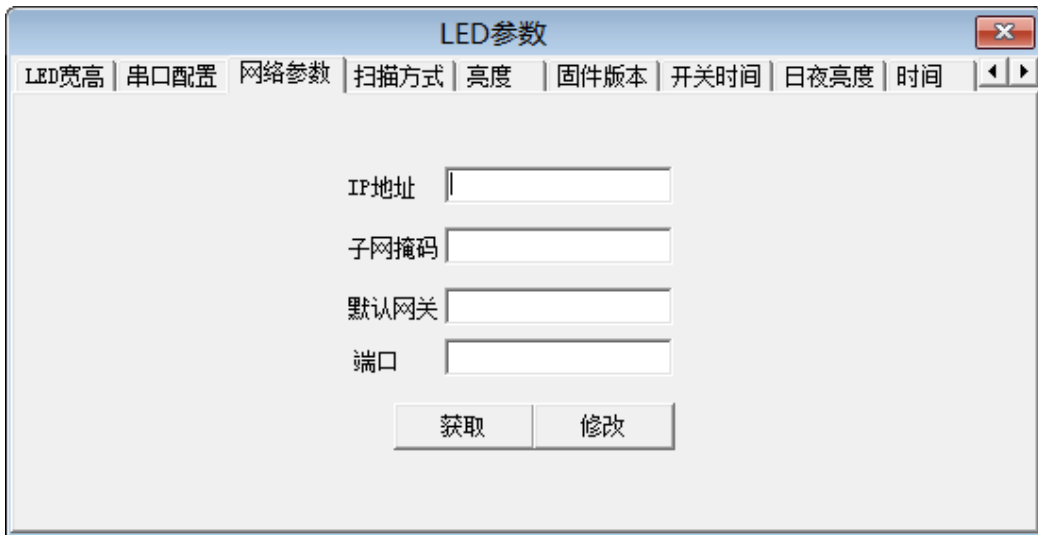 LED参数
LED宽高 串口配置 网络参数 扫描方式 亮度 固件版本 开关时间 日夜亮度 时间
IP地址
子网掩码
默认网关
端口
获取 修改